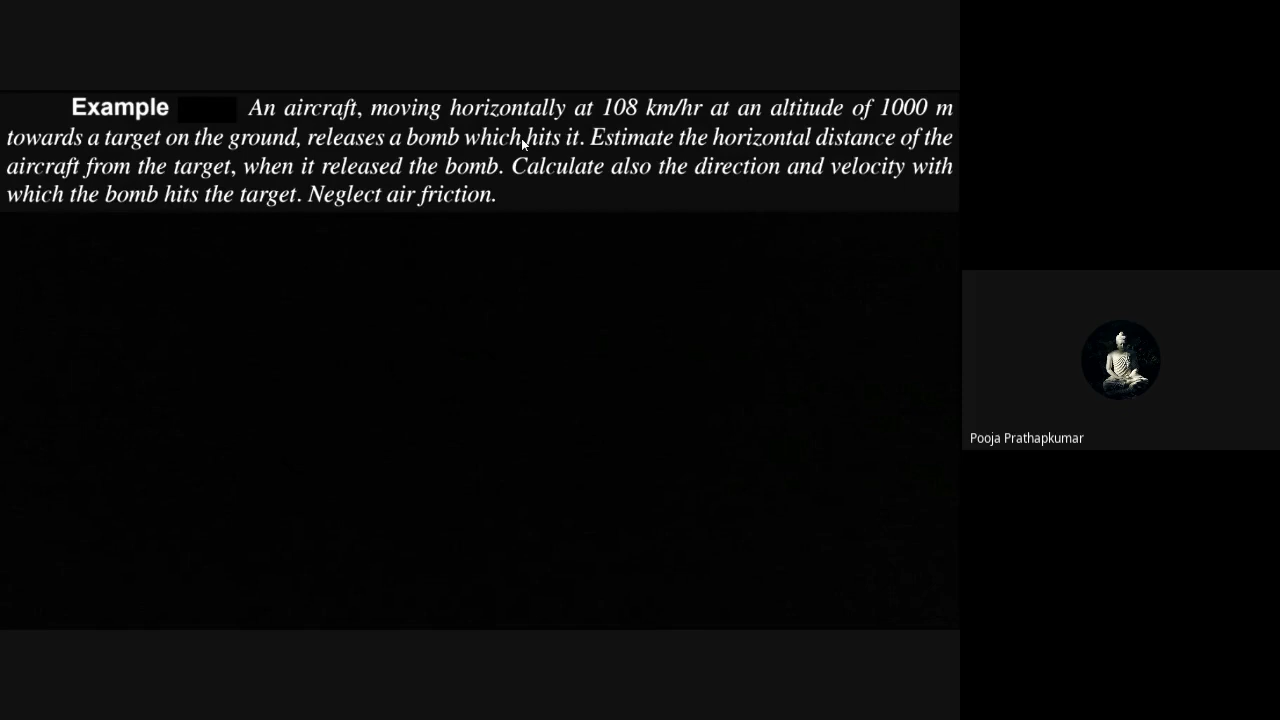 Example An aircraft, moving horizontally at 108 km/hr at an altitude of 1000 m
towards a target on the ground, releases a bomb which hits it. Estimate the horizontal distance of the
aircraft from the target, when it released the bomb. Calculate also the direction and velocity with
which the bomb hits the target. Neglect air friction.
Pooja Prathapkumar